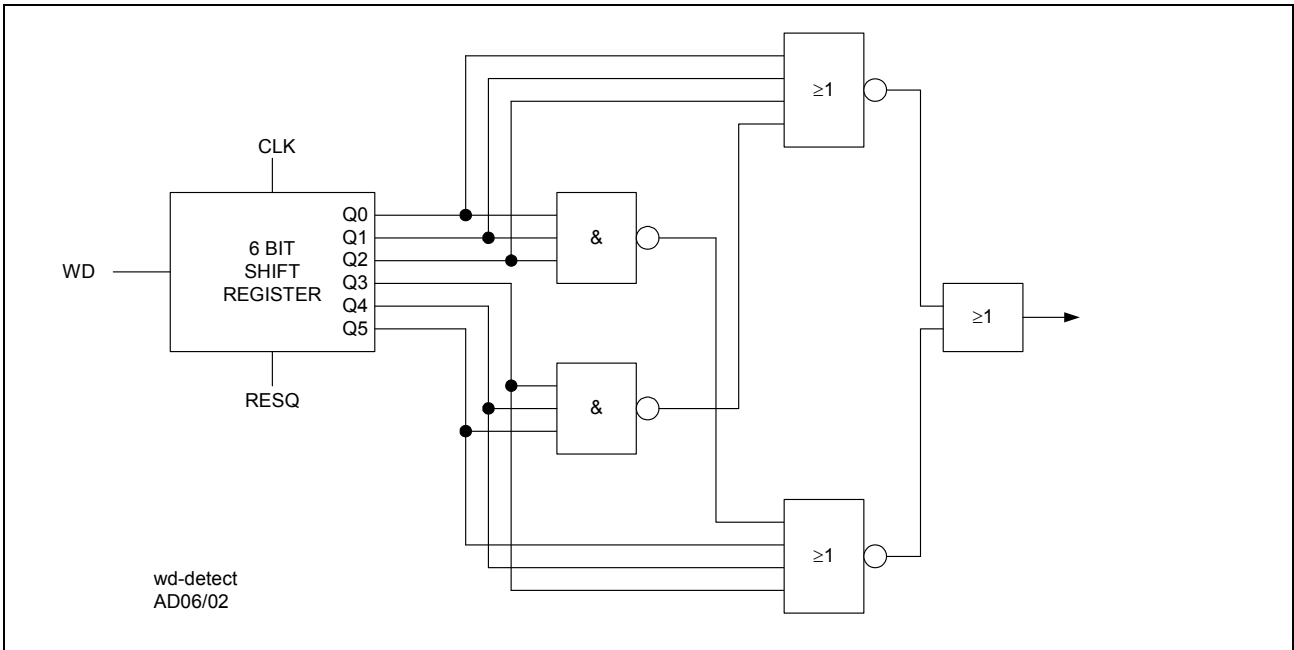 ≥1
CLK
Q0
Q1
Q2
Q3
Q4
Q5
6 BIT
SHIFT
REGISTER
WD
&
≥1
RESQ
&
≥1
wd-detect
AD06/02